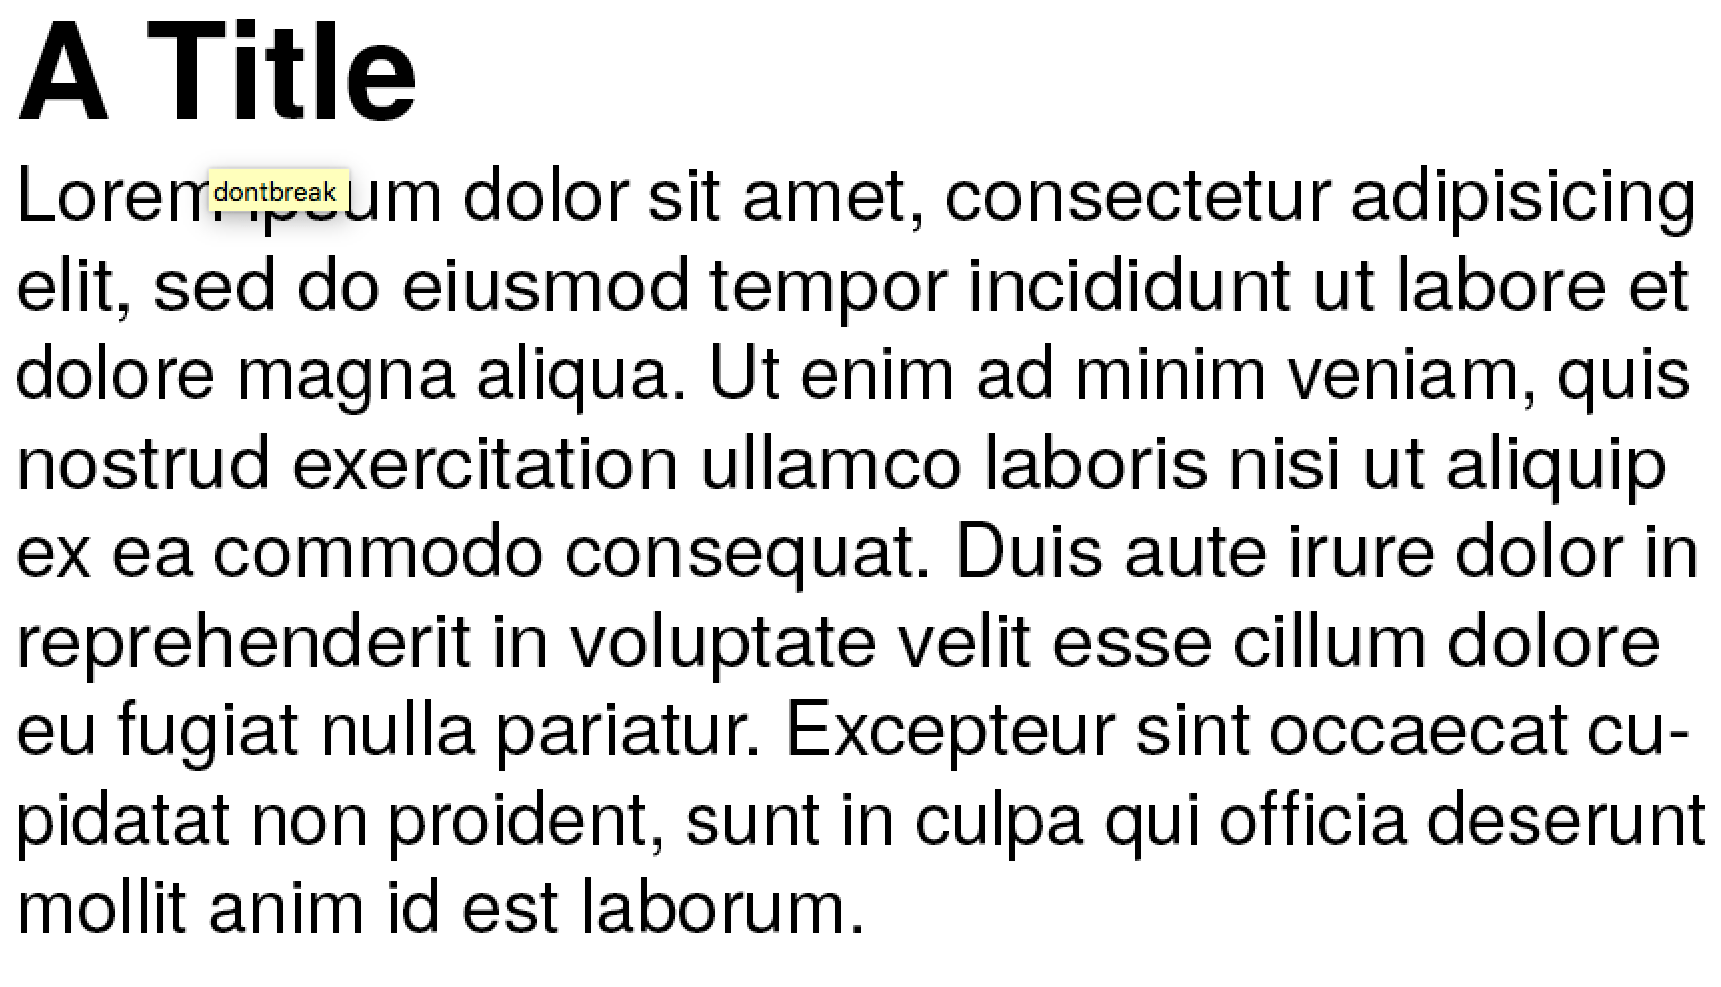 A Title
Lorem dontbreak um dolor sit amet, consectetur adipisicing
elit, sed do eiusmod tempor incididunt ut labore et
dolore magna aliqua. Ut enim ad minim veniam, quis
nostrud exercitation ullamco laboris nisi ut aliquip
ex ea commodo consequat. Duis aute irure dolor in
reprehenderit in voluptate velit esse cillum dolore
eu fugiat nulla pariatur. Excepteur sint occaecat cu-
pidatat non proident, sunt in culpa qui officia deserunt
mollit anim id est laborum.